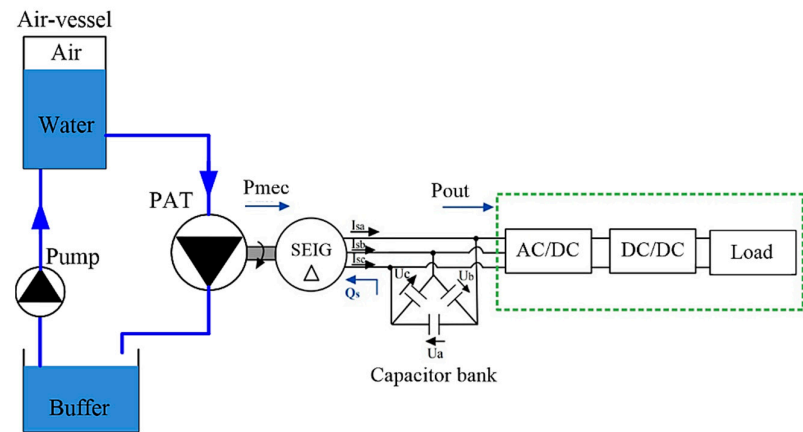 Air-vessel
Air
Water
PAT
Pump
Buffer
Pmec
SEIG
Δ
Isa
Isb
Isc
Qs
Uc
Ub
Ua
Capacitor bank
Pout
AC/DC
DC/DC
Load